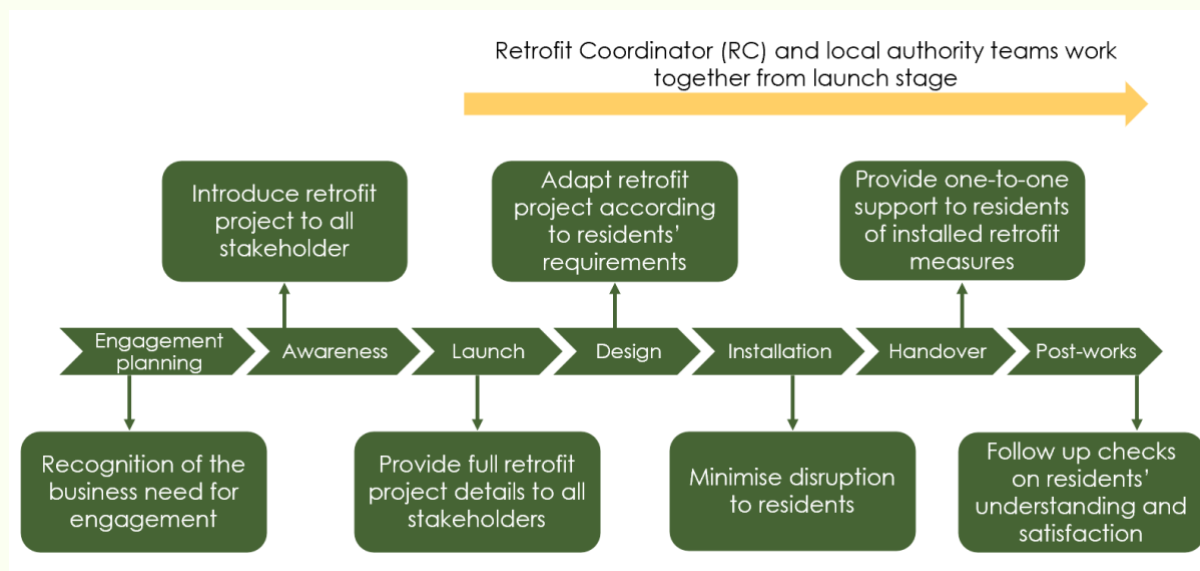 Retrofit Coordinator (RC) and local authority teams work
together from launch stage
Introduce retrofit
project to all
stakeholder
Adapt retrofit
project according
to residents'
requirements
Provide one-to-one
support to residents
of installed retrofit
measures
Engagement
planning
Awareness
Launch
Design
Installation
Handover
Post-works
Recognition of the
business need for
engagement
Provide full retrofit
project details to all
stakeholders
Minimise disruption
to residents
Follow up checks
on residents'
understanding and
satisfaction